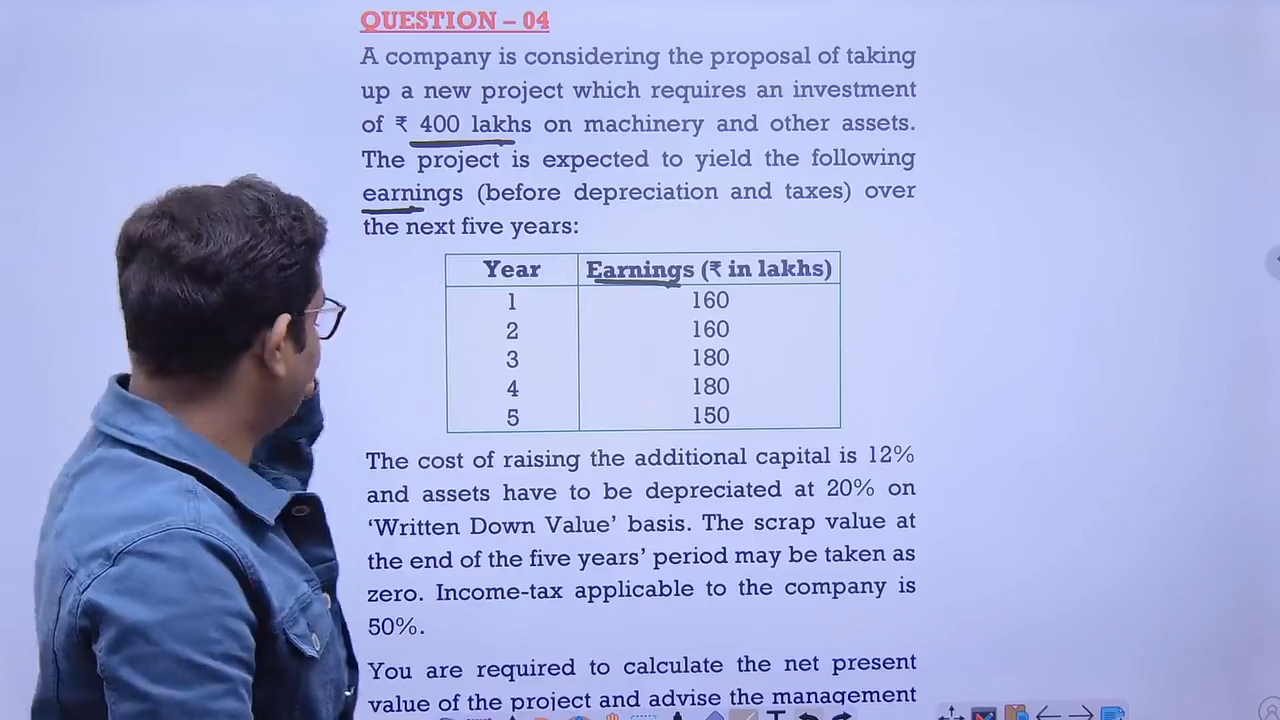 QUESTION – 04
A company is considering the proposal of taking
up a new project which requires an investment
of ₹ 400 lakhs on machinery and other assets.
The project is expected to yield the following
earnings (before depreciation and taxes) over
the next five years:
Year Earnings (₹ in lakhs)
1 160
2 160
3 180
4 180
5 150
The cost of raising the additional capital is 12%
and assets have to be depreciated at 20% on
‘Written Down Value’ basis. The scrap value at
the end of the five years’ period may be taken as
zero. Income-tax applicable to the company is
50%.
You are required to calculate the net present
value of the project and advise the management